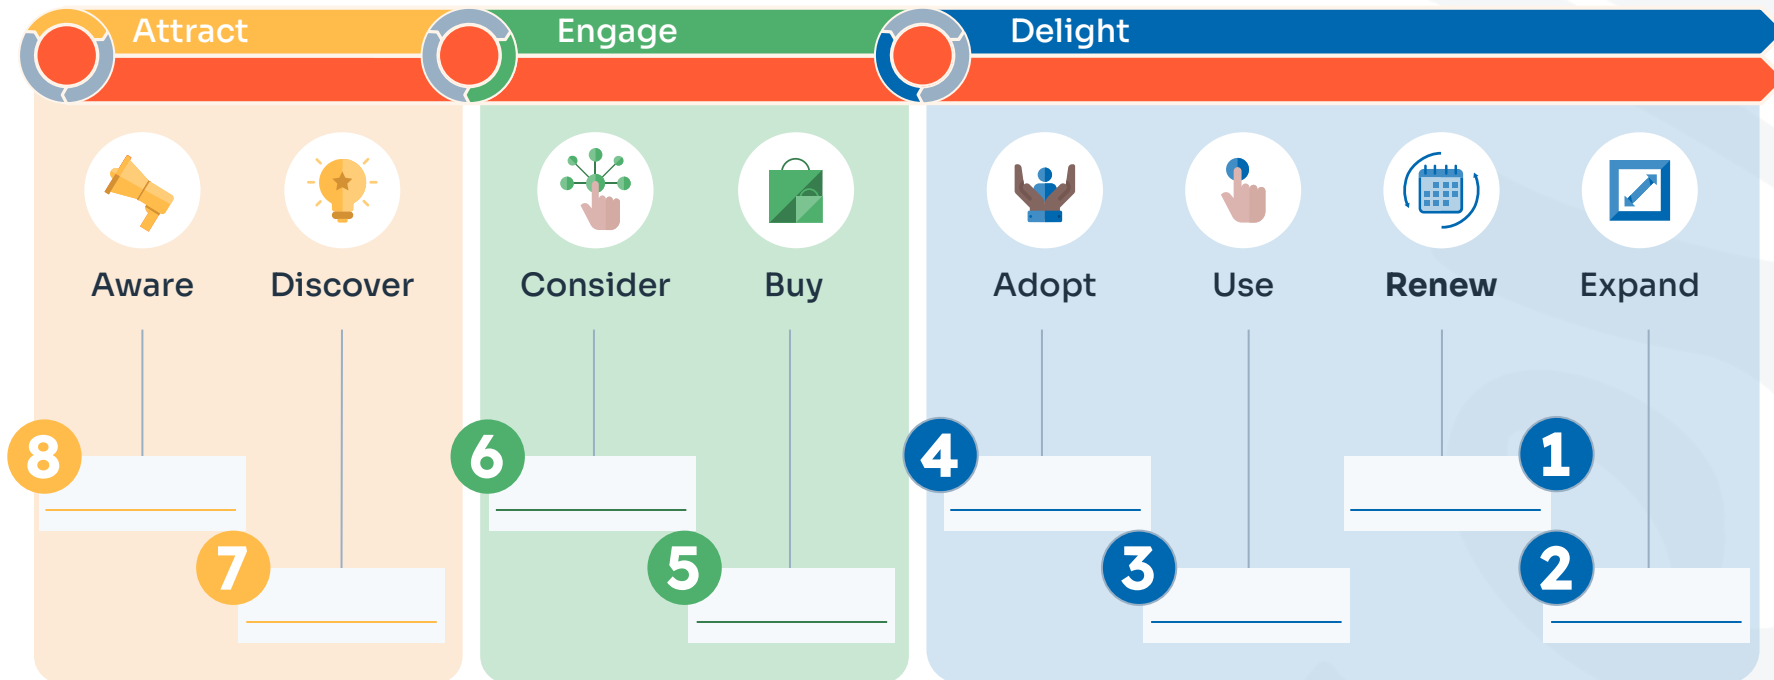 Attract
Engage
Delight
Aware
Discover
Consider
Buy
Adopt
Use
Renew
Expand
8
6
4
1
7
5
3
2